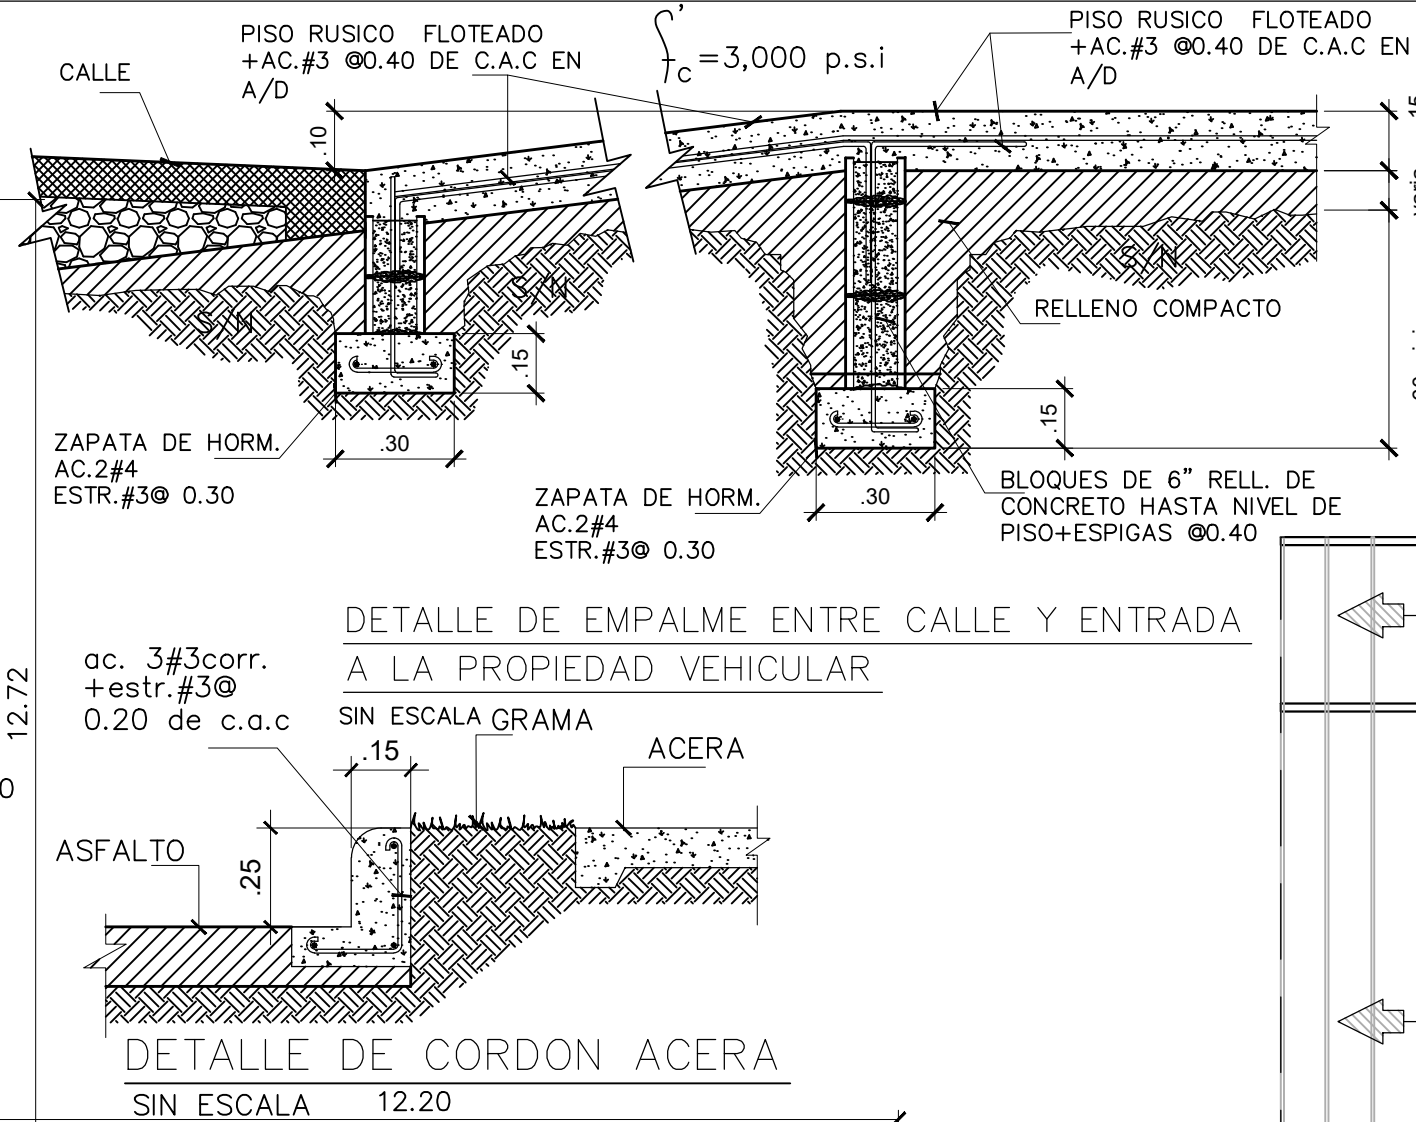 PISO RUSICO FLOTEADO
+AC.#3 @0.40 DE C.A.C EN
A/D
CALLE
f'c=3,000 p.s.i
PISO RUSICO FLOTEADO
+AC.#3 @0.40 DE C.A.C EN
A/D
10
15
S/N
S/N
S/N
RELLENO COMPACTO
.15
.30
ZAPATA DE HORM.
AC.2#4
ESTR.#3@ 0.30
.15
.30
ZAPATA DE HORM.
AC.2#4
ESTR.#3@ 0.30
BLOQUES DE 6” RELL. DE
CONCRETO HASTA NIVEL DE
PISO+ESPIGAS @0.40
DETALLE DE EMPALME ENTRE CALLE Y ENTRADA
A LA PROPIEDAD VEHICULAR
SIN ESCALA
12.72
ac. 3#3corr.
+estr.#3@
0.20 de c.a.c
GRAMA
.15
ACERA
ASFALTO
.25
0
DETALLE DE CORDON ACERA
SIN ESCALA
12.20